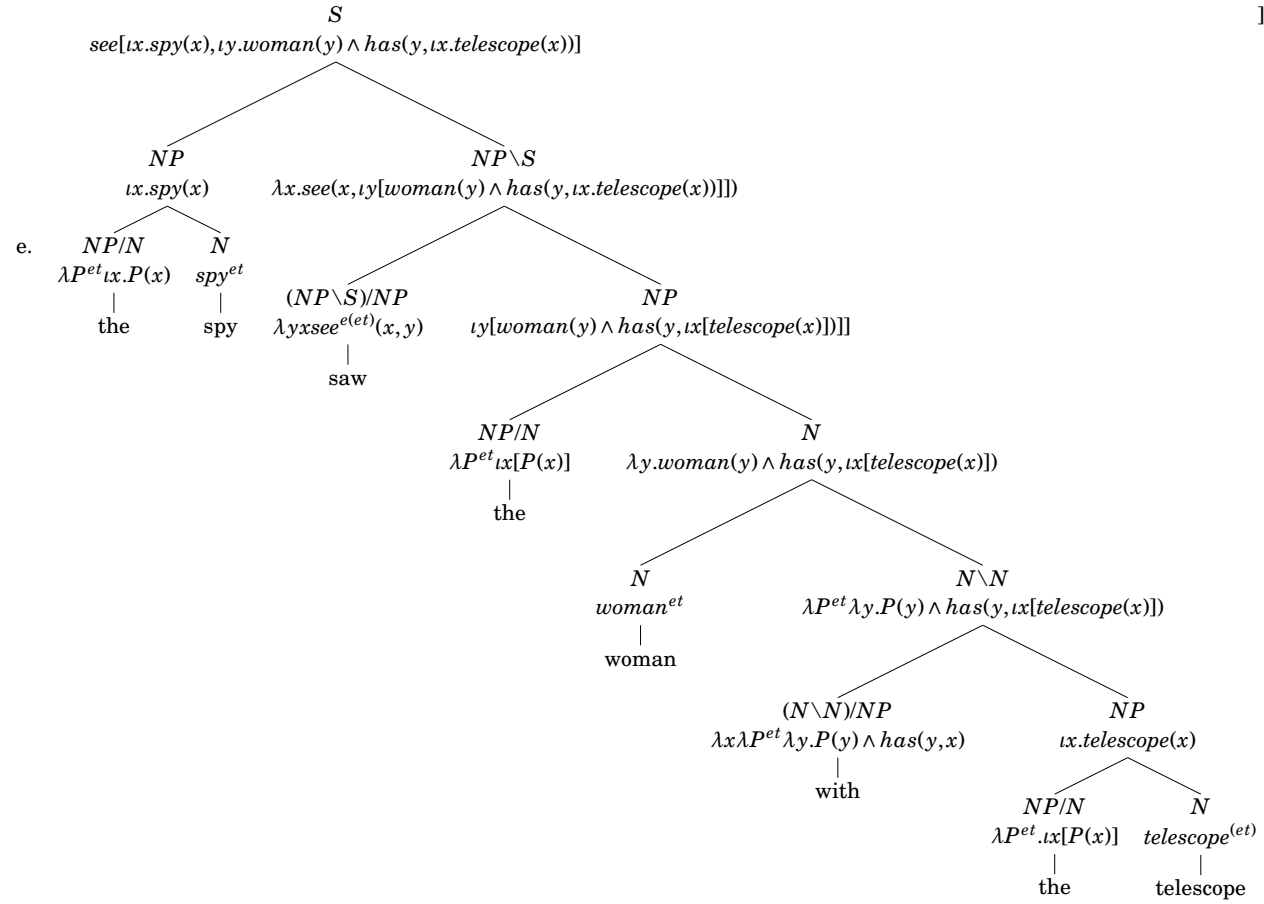 S ]
see[ιx.spy(x),ιy.woman(y)∧has(y,ιx.telescope(x))]
NP NP\S
ιx.spy(x) λx.see(x,ιy[woman(y)∧has(y,ιx.telescope(x))]])
e. NP/N N
λP^{et}ιx.P(x) spy^{et}
(NP\S)/NP NP
the spy λyxsee^{e(et)}(x,y) ιy[woman(y)∧has(y,ιx[telescope(x)])]]
saw
NP/N N
λP^{et}ιx[P(x)] λy.woman(y)∧has(y,ιx[telescope(x)])
the
N N\N
woman^{et} λP^{et}λy.P(y)∧has(y,ιx[telescope(x)])
woman
(N\N)/NP NP
λxλP^{et}λy.P(y)∧has(y,x) ιx.telescope(x)
with
NP/N N
λP^{et}.ιx[P(x)] telescope^{(et)}
the telescope